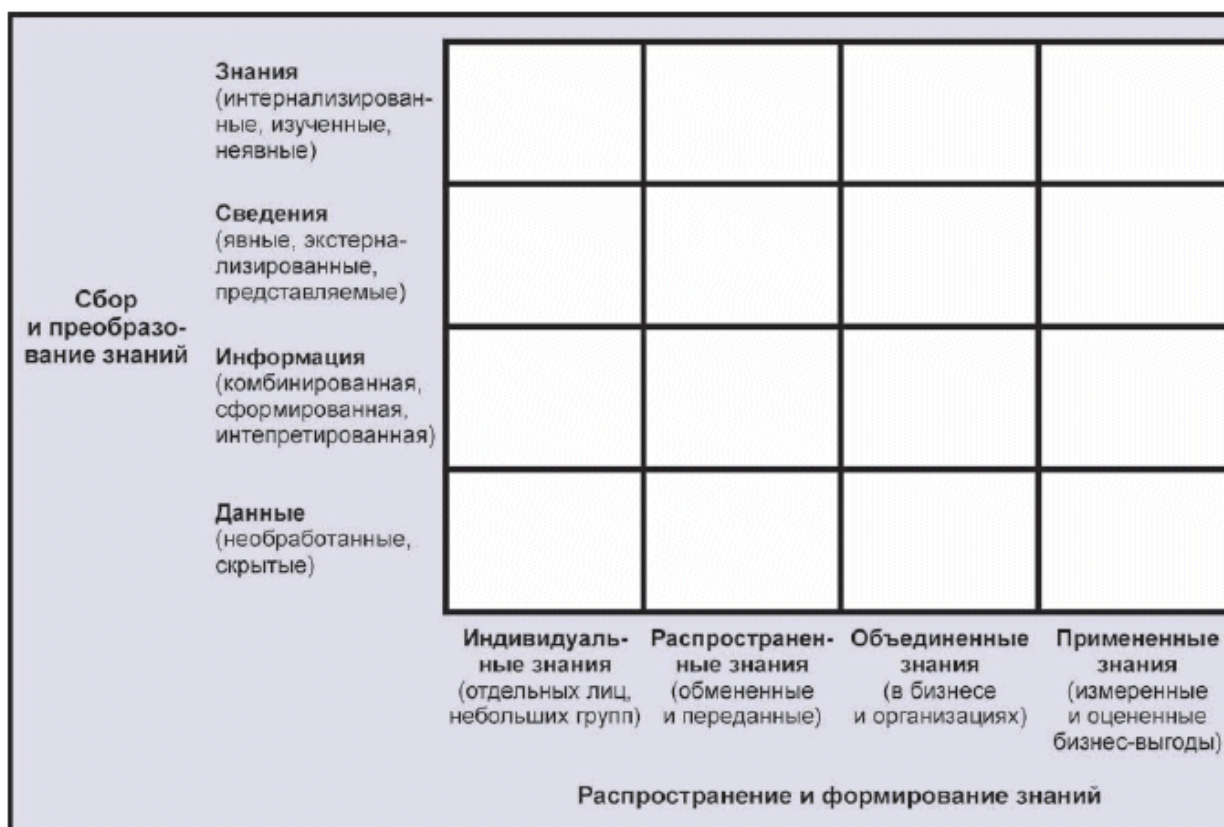 Знания
(интернализирован-
ные, изученные,
неявные)
Сведения
(явные, экстерна-
лизированные,
представляемые)
Сбор
и преобразо-
вание знаний
Информация
(комбинированная,
сформированная,
интепретированная)
Данные
(необработанные,
скрытые)
Индивидуаль-
ные знания
(отдельных лиц,
небольших групп)
Распространен-
ные знания
(обмененные
и переданные)
Объединенные
знания
(в бизнесе
и организациях)
Примененные
знания
(измеренные
и оцененные
бизнес-выгоды)
Распространение и формирование знаний